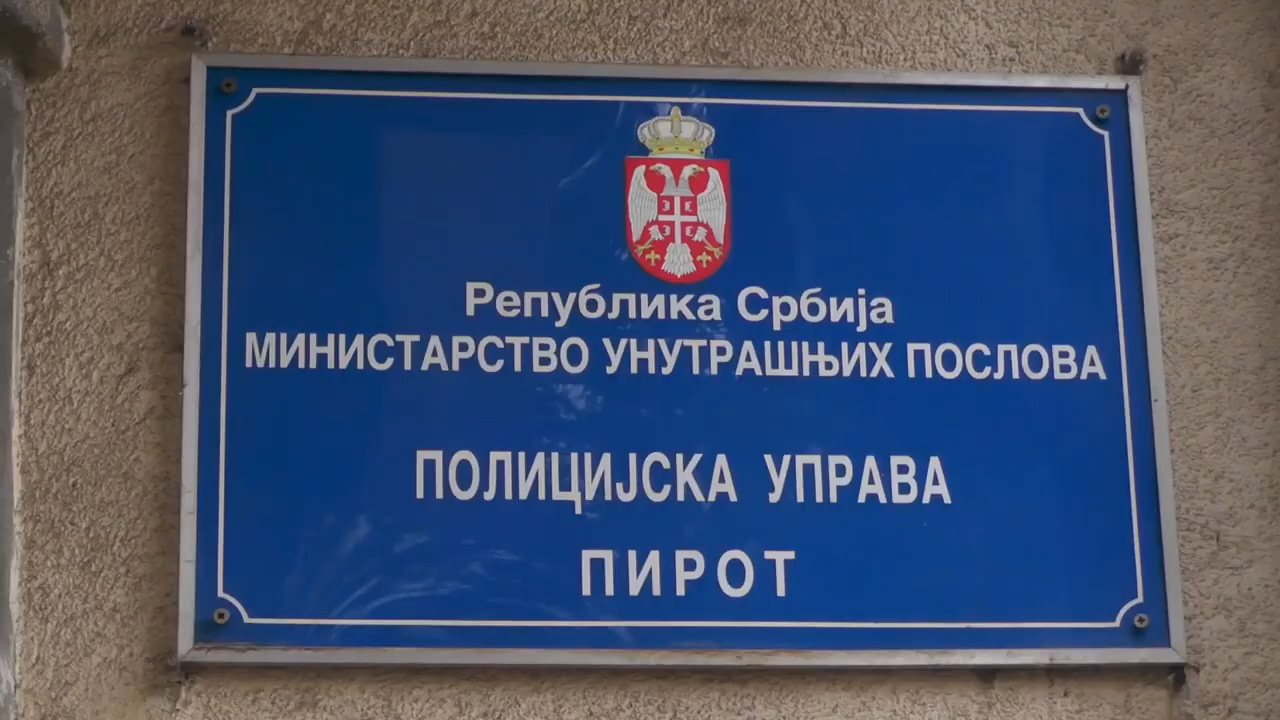 Република Србија
МИНИСТАРСТВО УНУТРАШЊИХ ПОСЛОВА
ПОЛИЦИЈСКА УПРАВА
ПИРОТ